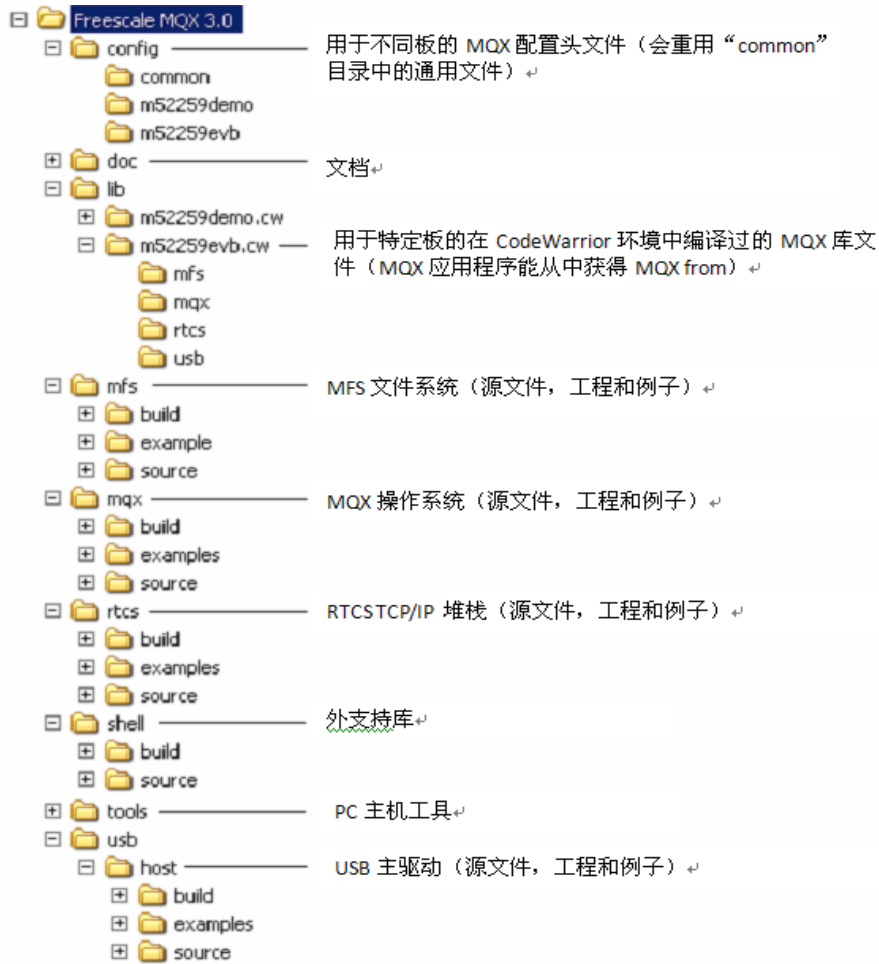 Freescale MQX 3.0
config
用于不同板的 MQX 配置头文件（会重用“common”
目录中的通用文件）
common
m52259demo
m52259evb
doc
文档
lib
m52259demo.cw
m52259evb.cw
用于特定板的在 CodeWarrior 环境中编译过的 MQX 库文
件（MQX 应用程序能从中获得 MQX from）
mfs
mqx
rtcs
usb
mfs
MFS 文件系统（源文件，工程和例子）
build
example
source
mqx
MQX 操作系统（源文件，工程和例子）
build
examples
source
rtcs
RTCSTCP/IP 堆栈（源文件，工程和例子）
build
examples
source
shell
外支持库
build
source
tools
PC 主机工具
usb
host
USB 主驱动（源文件，工程和例子）
build
examples
source